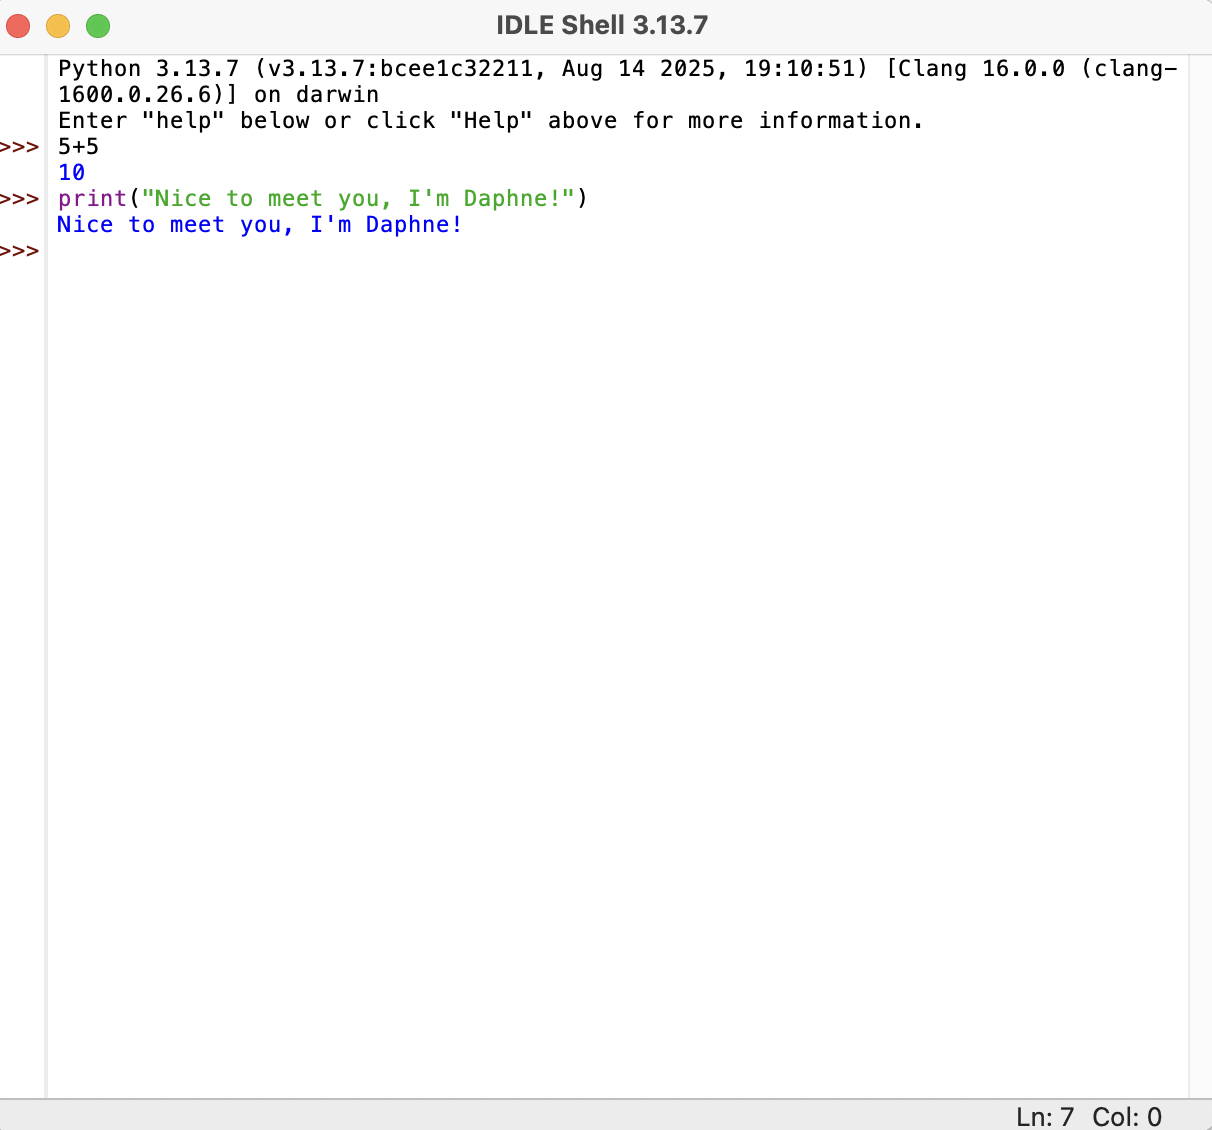 IDLE Shell 3.13.7
Python 3.13.7 (v3.13.7:bcee1c32211, Aug 14 2025, 19:10:51) [Clang 16.0.0 (clang-
1600.0.26.6)] on darwin
Enter "help" below or click "Help" above for more information.
>>> 5+5
10
>>> print("Nice to meet you, I'm Daphne!")
Nice to meet you, I'm Daphne!
>>>
Ln: 7 Col: 0